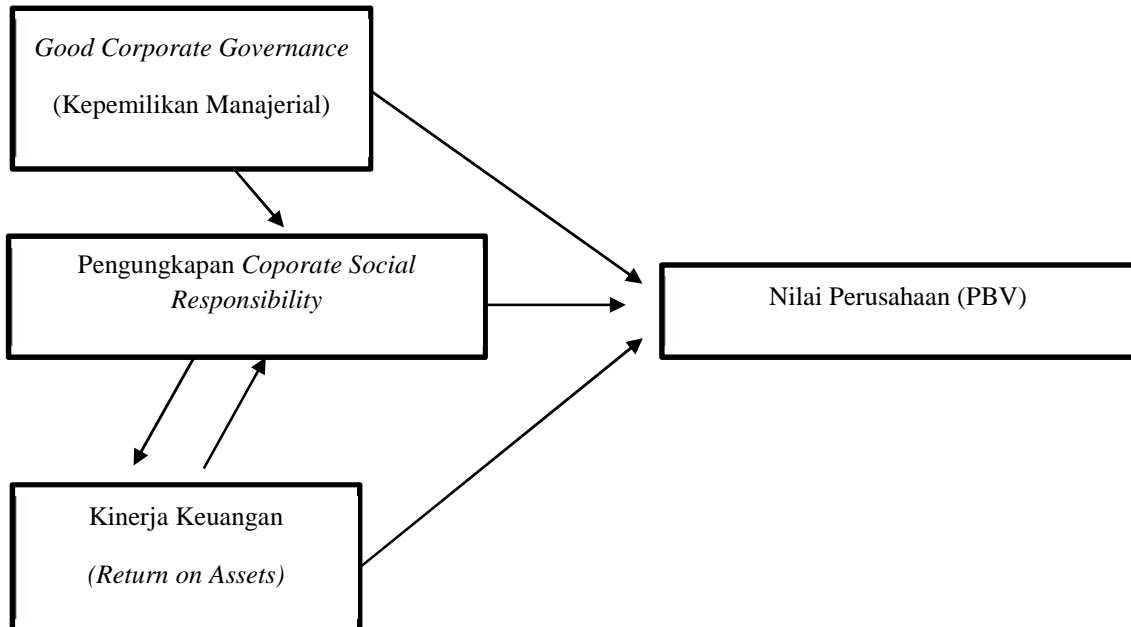 Good Corporate Governance
(Kepemilikan Manajerial)
Pengungkapan Coporate Social
Responsibility
Nilai Perusahaan (PBV)
Kinerja Keuangan
(Return on Assets)